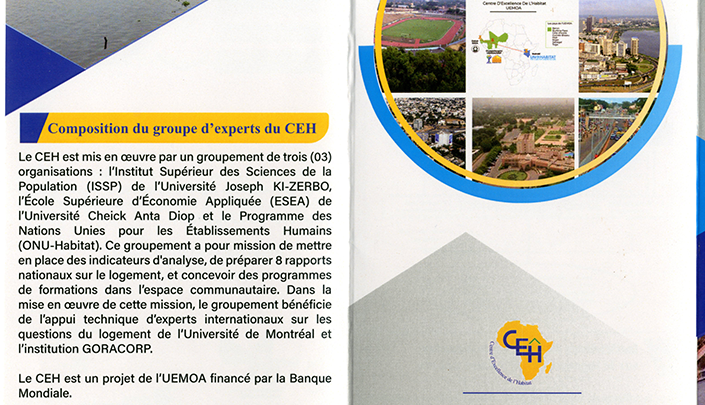 Composition du groupe d'experts du CEH
Le CEH est mis en œuvre par un groupement de trois (03)
organisations : l'Institut Supérieur des Sciences de la
Population (ISSP) de l'Université Joseph KI-ZERBO,
l'École Supérieure d'Économie Appliquée (ESEA) de
l'Université Cheick Anta Diop et le Programme des
Nations Unies pour les Établissements Humains
(ONU-Habitat). Ce groupement a pour mission de mettre
en place des indicateurs d'analyse, de préparer 8 rapports
nationaux sur le logement, et concevoir des programmes
de formations dans l'espace communautaire. Dans la
mise en œuvre de cette mission, le groupement bénéficie
de l'appui technique d'experts internationaux sur les
questions du logement de l'Université de Montréal et
l'institution GORACORP.
Le CEH est un projet de l'UEMOA financé par la Banque
Mondiale.
Centre D'Excellence De L'Habitat
UEMOA
UN-HABITAT
CEH
Centre d'Excellence de l'Habitat